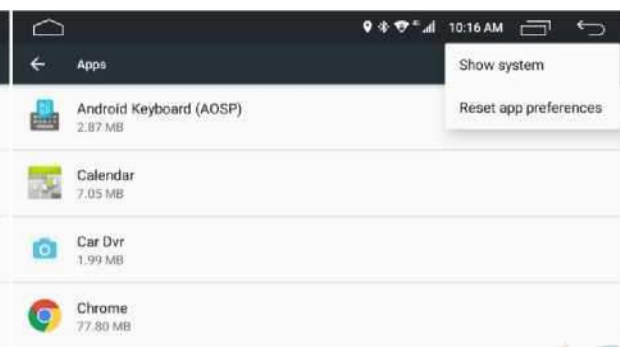 10:16 AM
Apps
Show system
Reset app preferences
Android Keyboard (AOSP)
2.87 MB
Calendar
7.05 MB
Car Dvr
1.99 MB
Chrome
77.80 MB